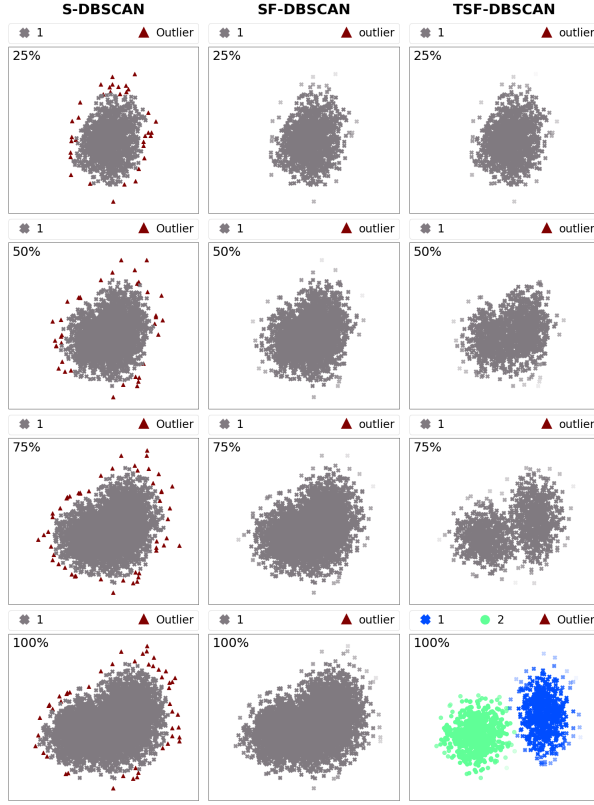 S-DBSCAN SF-DBSCAN TSF-DBSCAN
1 Outlier 1 outlier 1 outlier
25% 25% 25%
1 Outlier 1 outlier 1 outlier
50% 50% 50%
1 Outlier 1 outlier 1 outlier
75% 75% 75%
1 Outlier 1 outlier 1 2 Outlier
100% 100% 100%